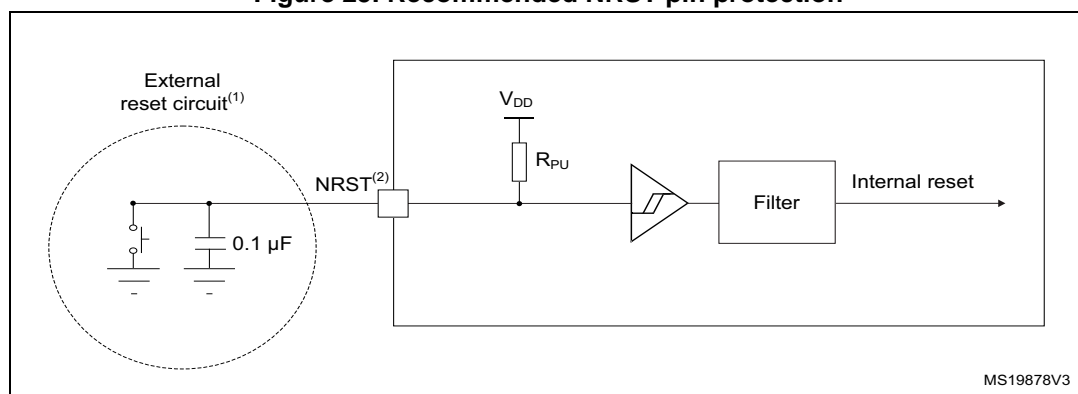 Figure Recommended NRST pin protection
External
reset circuit(1)
VDD
RPU
NRST(2)
Filter
Internal reset
0.1 µF
MS19878V3